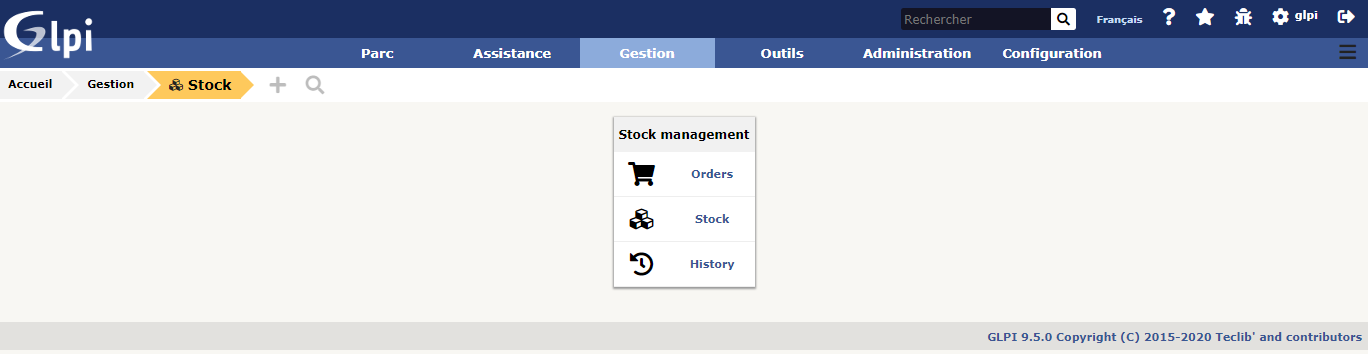 Glpi
Rechercher
Français
glpi
Parc
Assistance
Gestion
Outils
Administration
Configuration
Accueil
Gestion
Stock
Stock management
Orders
Stock
History
GLPI 9.5.0 Copyright (C) 2015-2020 Teclib' and contributors